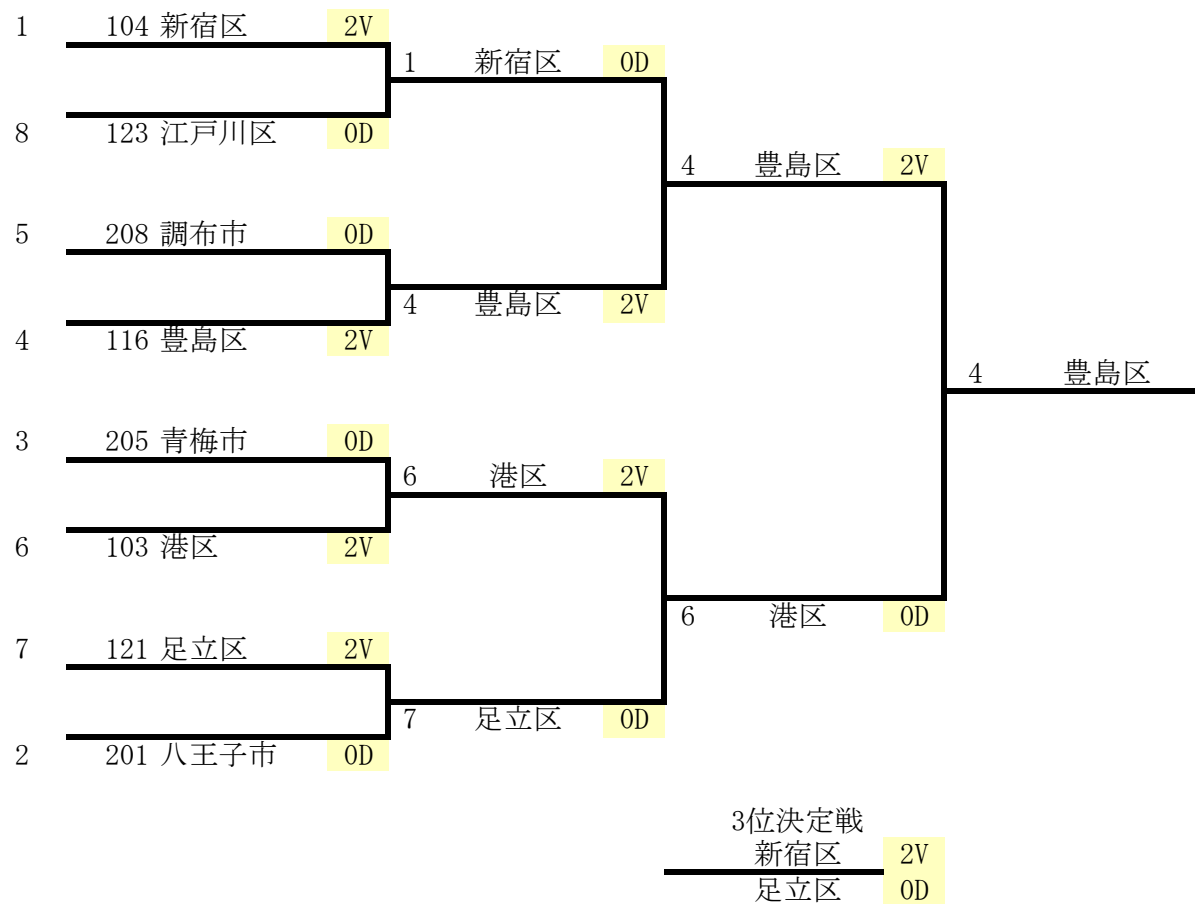 1 104 新宿区 2V
1 新宿区 0D
8 123 江戸川区 0D
4 豊島区 2V
5 208 調布市 0D
4 豊島区 2V
4 116 豊島区 2V
4 豊島区
3 205 青梅市 0D
6 港区 2V
6 103 港区 2V
6 港区 0D
7 121 足立区 2V
7 足立区 0D
2 201 八王子市 0D
3位決定戦
新宿区 2V
足立区 0D